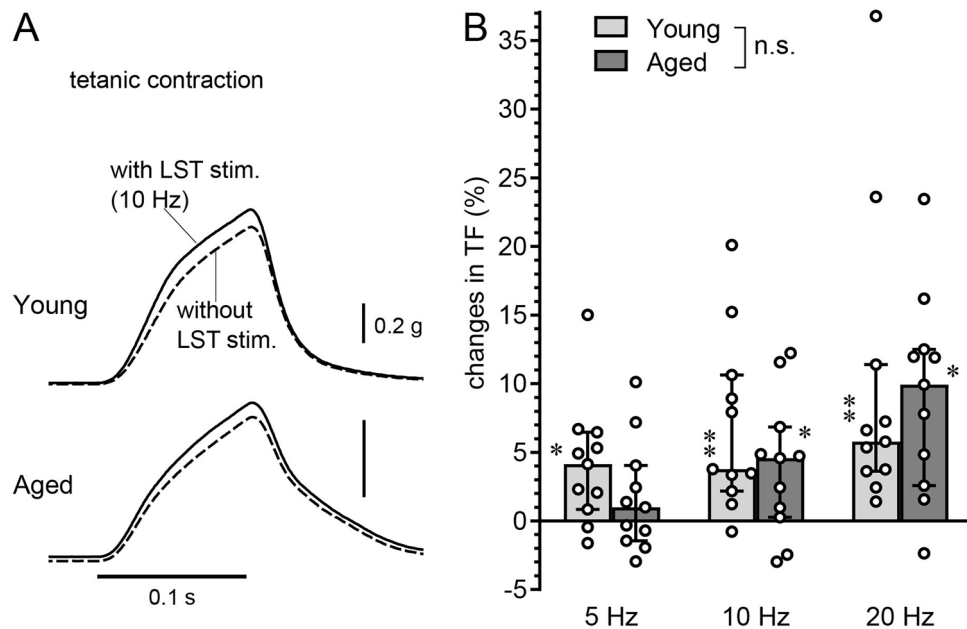 A
tetanic contraction
with LST stim.
(10 Hz)
Young
without
LST stim.
0.2 g
Aged
0.1 s
B
Young
Aged
n.s.
changes in TF (%)
35
30
25
20
15
10
5
0
-5
*
**
*
**
*
5 Hz
10 Hz
20 Hz